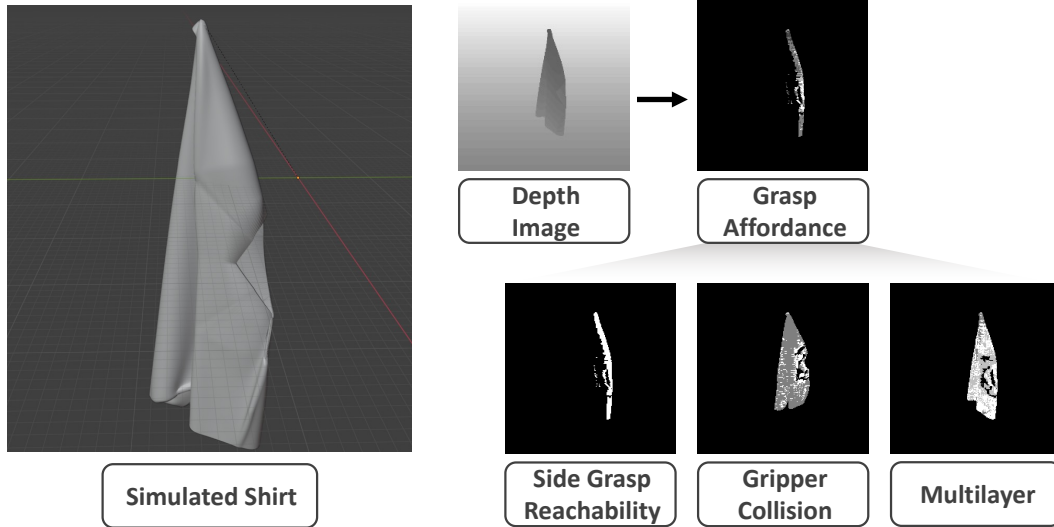 Depth
Image
Grasp
Affordance
Simulated Shirt
Side Grasp
Reachability
Gripper
Collision
Multilayer